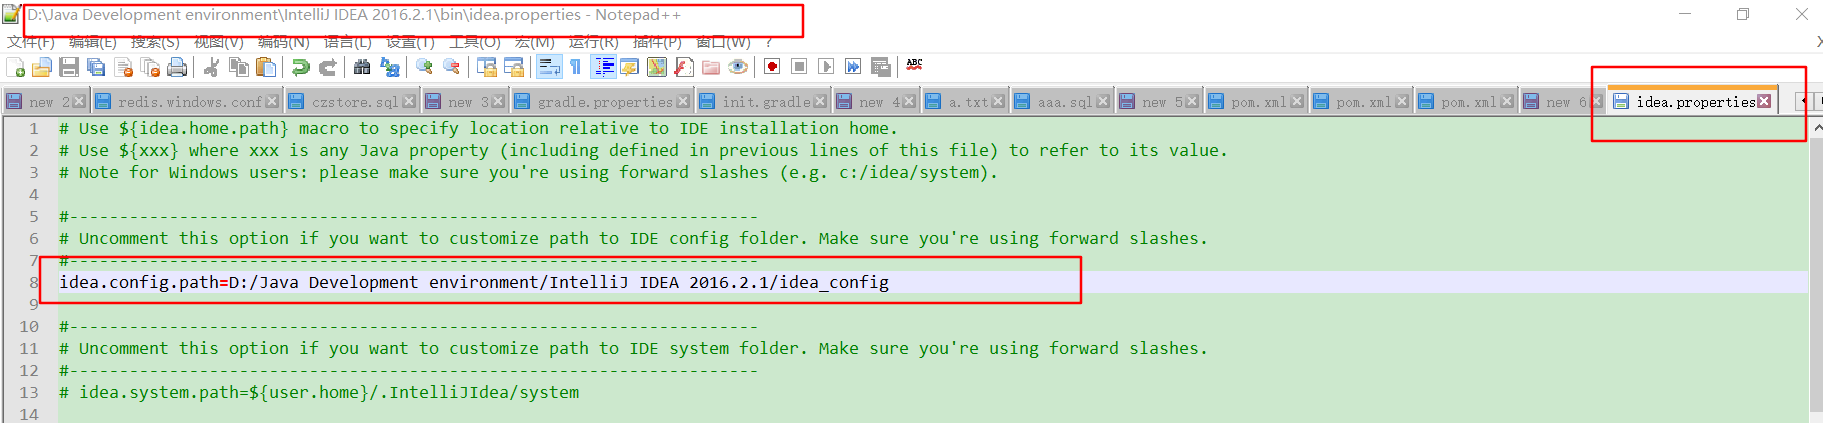 D:\Java Development environment\IntelliJ IDEA 2016.2.1\bin\idea.properties - Notepad++
文件(F) 编辑(E) 搜索(S) 视图(V) 编码(N) 语言(L) 设置(T) 工具(O) 宏(M) 运行(R) 插件(P) 窗口(W) ?
ABC
new 2 redis.windows.conf czstore.sql new 3 gradle.properties init.gradle new 4 a.txt aaa.sql new 5 pom.xml pom.xml pom.xml new 6 idea.properties
1 # Use ${idea.home.path} macro to specify location relative to IDE installation home.
2 # Use ${xxx} where xxx is any Java property (including defined in previous lines of this file) to refer to its value.
3 # Note for Windows users: please make sure you're using forward slashes (e.g. c:/idea/system).
4
5 #---------------------------------------------------------------------
6 # Uncomment this option if you want to customize path to IDE config folder. Make sure you're using forward slashes.
7 #---------------------------------------------------------------------
8 idea.config.path=D:/Java Development environment/IntelliJ IDEA 2016.2.1/idea_config
9
10 #---------------------------------------------------------------------
11 # Uncomment this option if you want to customize path to IDE system folder. Make sure you're using forward slashes.
12 #---------------------------------------------------------------------
13 # idea.system.path=${user.home}/.IntelliJIdea/system
14